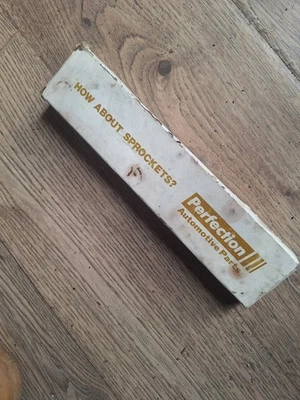 HOW ABOUT SPROCKETS?
Perfection
Automotive Parts